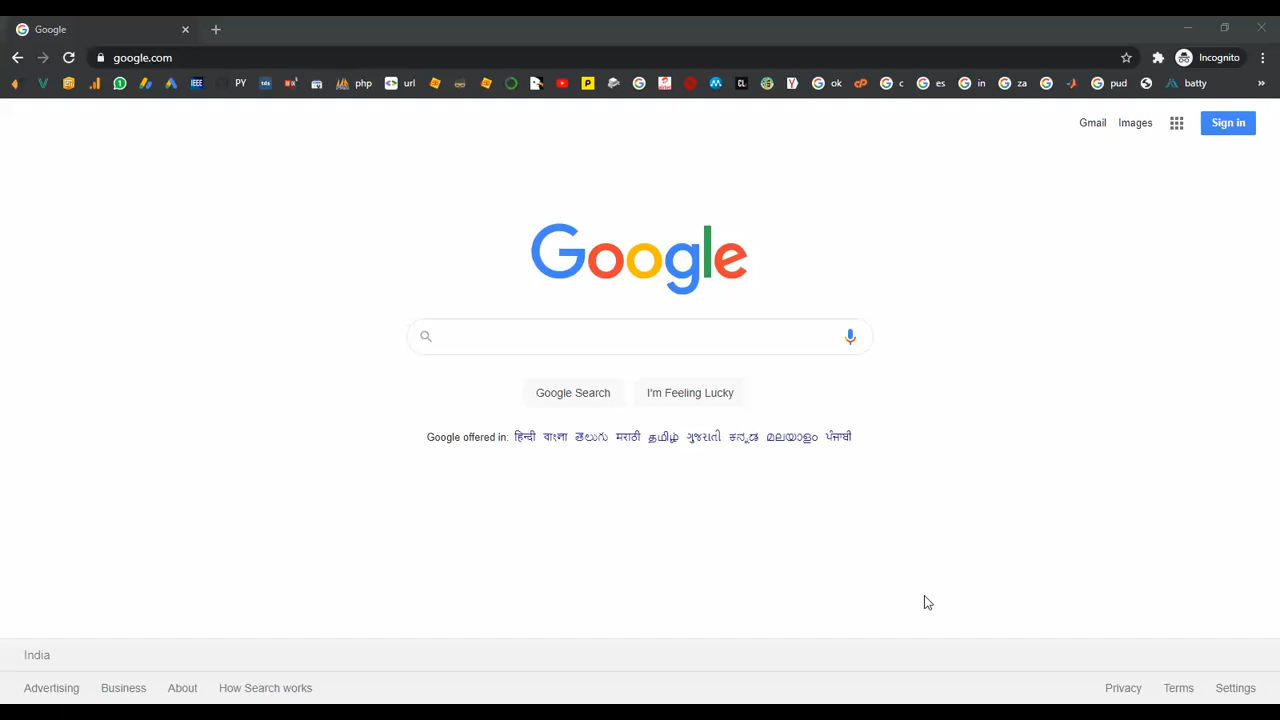 Google
google.com
Incognito
PY php url ok c es in za pud batty
Gmail Images Sign in
Google
Google Search I'm Feeling Lucky
Google offered in: हिन्दी বাংলা తెలుగు मराठी தமிழ் ગુજરાતી ಕನ್ನಡ മലയാളം ਪੰਜਾਬੀ
India
Advertising Business About How Search works Privacy Terms Settings